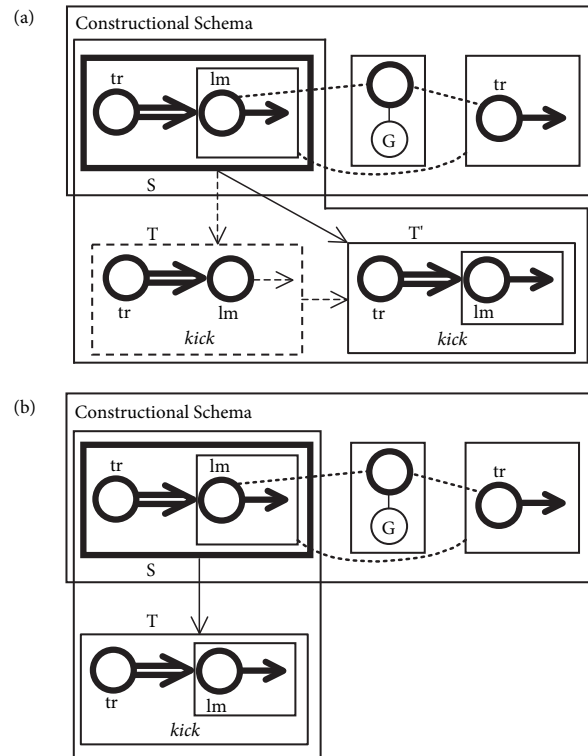 (a)
Constructional Schema
tr
lm
tr
G
S
T
T'
tr
lm
kick
tr
lm
kick
(b)
Constructional Schema
tr
lm
tr
G
S
T
tr
lm
kick